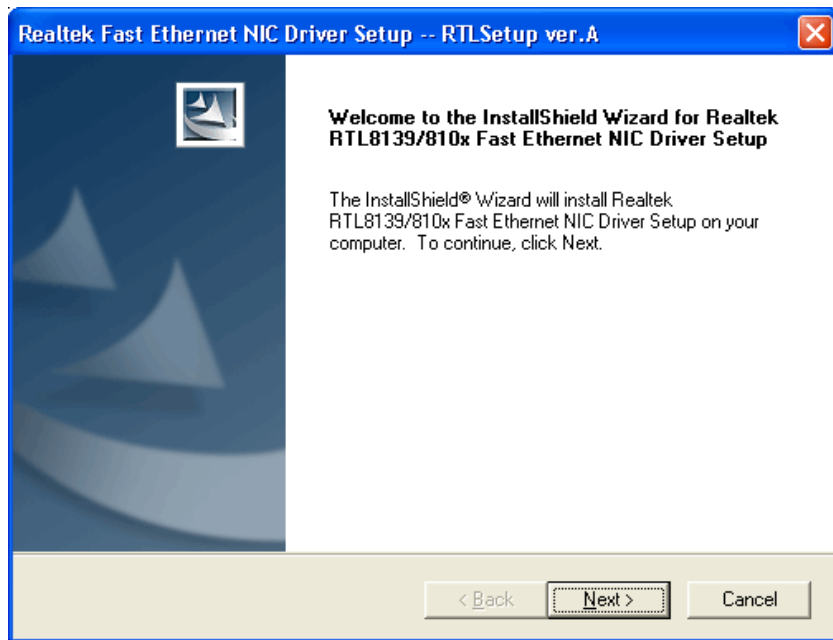 Realtek Fast Ethernet NIC Driver Setup -- RTLSetup ver.A
Welcome to the InstallShield Wizard for Realtek
RTL8139/810x Fast Ethernet NIC Driver Setup
The InstallShield® Wizard will install Realtek
RTL8139/810x Fast Ethernet NIC Driver Setup on your
computer. To continue, click Next.
< Back
Next >
Cancel